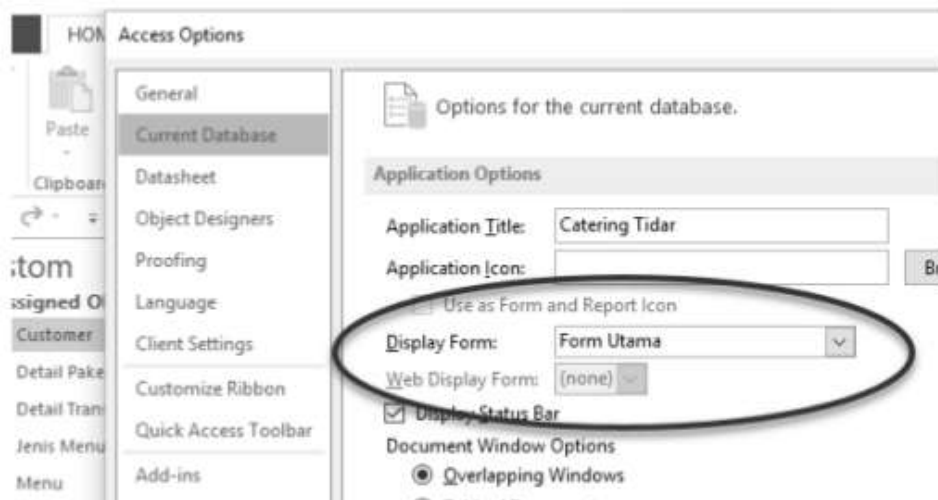 HOM
Access Options
Paste
Clipboar
stom
ssigned O
Customer
Detail Pake
Detail Tran
Jenis Menu
Menu
General
Current Database
Datasheet
Object Designers
Proofing
Language
Client Settings
Customize Ribbon
Quick Access Toolbar
Add-ins
Options for the current database.
Application Options
Application Title: Catering Tidar
Application Icon: Br
Use as Form and Report Icon
Display Form: Form Utama
Web Display Form: (none)
Display Status Bar
Document Window Options
Overlapping Windows